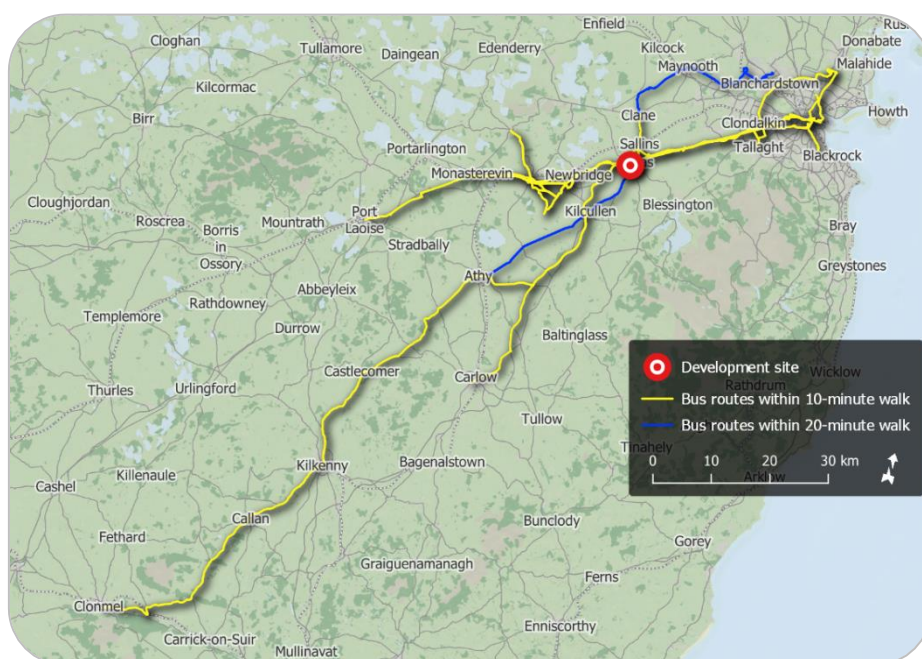 Enfield
Cloghan
Tullamore
Daingean
Edenderry
Kilcock
Donabate
Maynooth
Malahide
Kilcormac
Blanchardstown
Howth
Birr
Clane
Clondalkin
Portarlington
Sallins
Tallaght
Blackrock
Monasterevin
Newbridge
Cloughjordan
Port
Laoise
Kilcullen
Blessington
Roscrea
Mountrath
Borris
in
Ossory
Stradbally
Bray
Athy
Greystones
Abbeyleix
Rathdowney
Templemore
Durrow
Baltinglass
Castlecomer
Carlow
Thurles
Urlingford
Development site
Wicklow
Rathdrum
Bus routes within 10-minute walk
Tullow
Bus routes within 20-minute walk
Tinahely
Killenaule
Kilkenny
Bagenalstown
0 10 20 30 km
Arklow
Cashel
Callan
Bunclody
Fethard
Gorey
Graiguenamanagh
Ferns
Clonmel
Enniscorthy
Carrick-on-Suir
Mullinavat